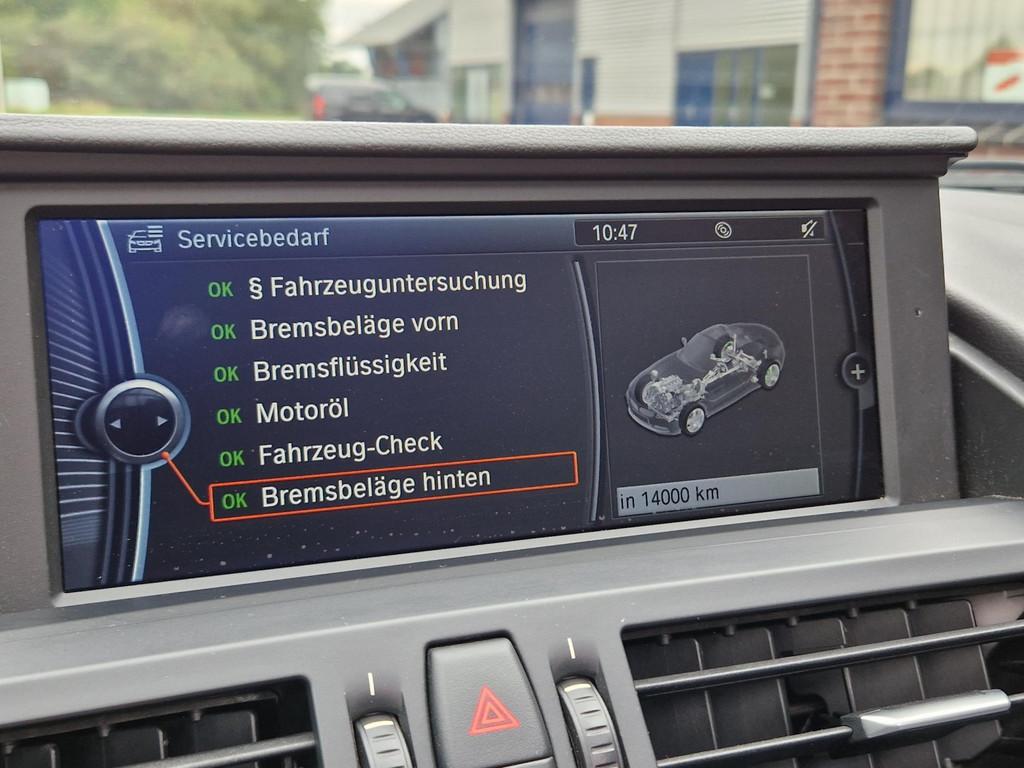 Servicebedarf
10:47
OK § Fahrzeuguntersuchung
OK Bremsbeläge vorn
OK Bremsflüssigkeit
OK Motoröl
OK Fahrzeug-Check
OK Bremsbeläge hinten
in 14000 km